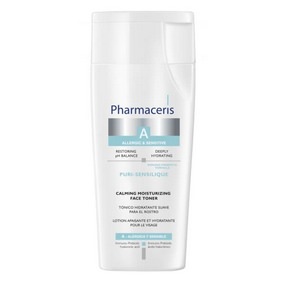 Pharmaceris
A
ALLERGIC & SENSITIVE
RESTORING
pH BALANCE
DEEPLY
HYDRATING
PURI-SENSILIQUE
CALMING MOISTURIZING
FACE TONER
TÓNICO HIDRATANTE SUAVE
PARA EL ROSTRO
LOTION APAISANTE ET HYDRATANTE
POUR LE VISAGE